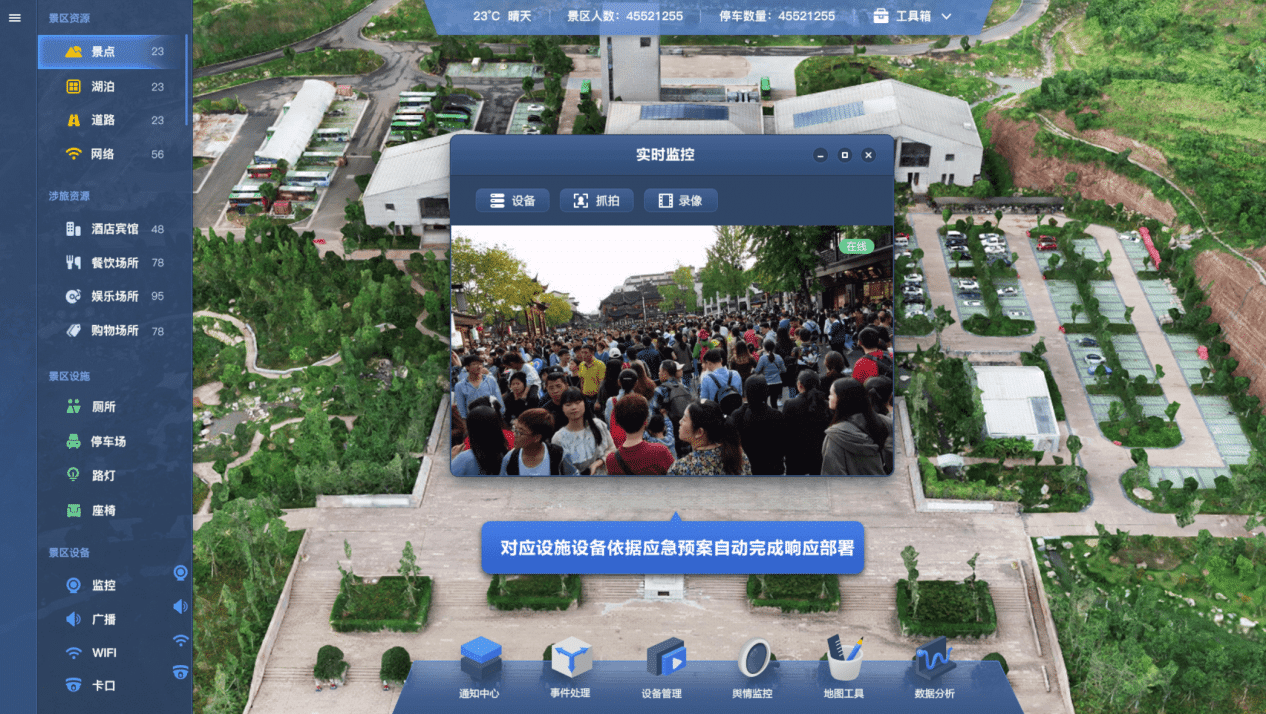 23°C 晴天 景区人数：45521255 停车数量：45521255 工具箱
景区资源
景点 23
湖泊 23
道路 23
网络 56
涉旅资源
酒店宾馆 48
餐饮场所 78
娱乐场所 95
购物场所 78
景区设施
厕所
停车场
路灯
座椅
景区设备
监控
广播
WIFI
卡口
实时监控
设备 抓拍 录像
在线
对应设施设备依据应急预案自动完成响应部署
通知中心 事件处理 设备管理 舆情监控 地图工具 数据分析